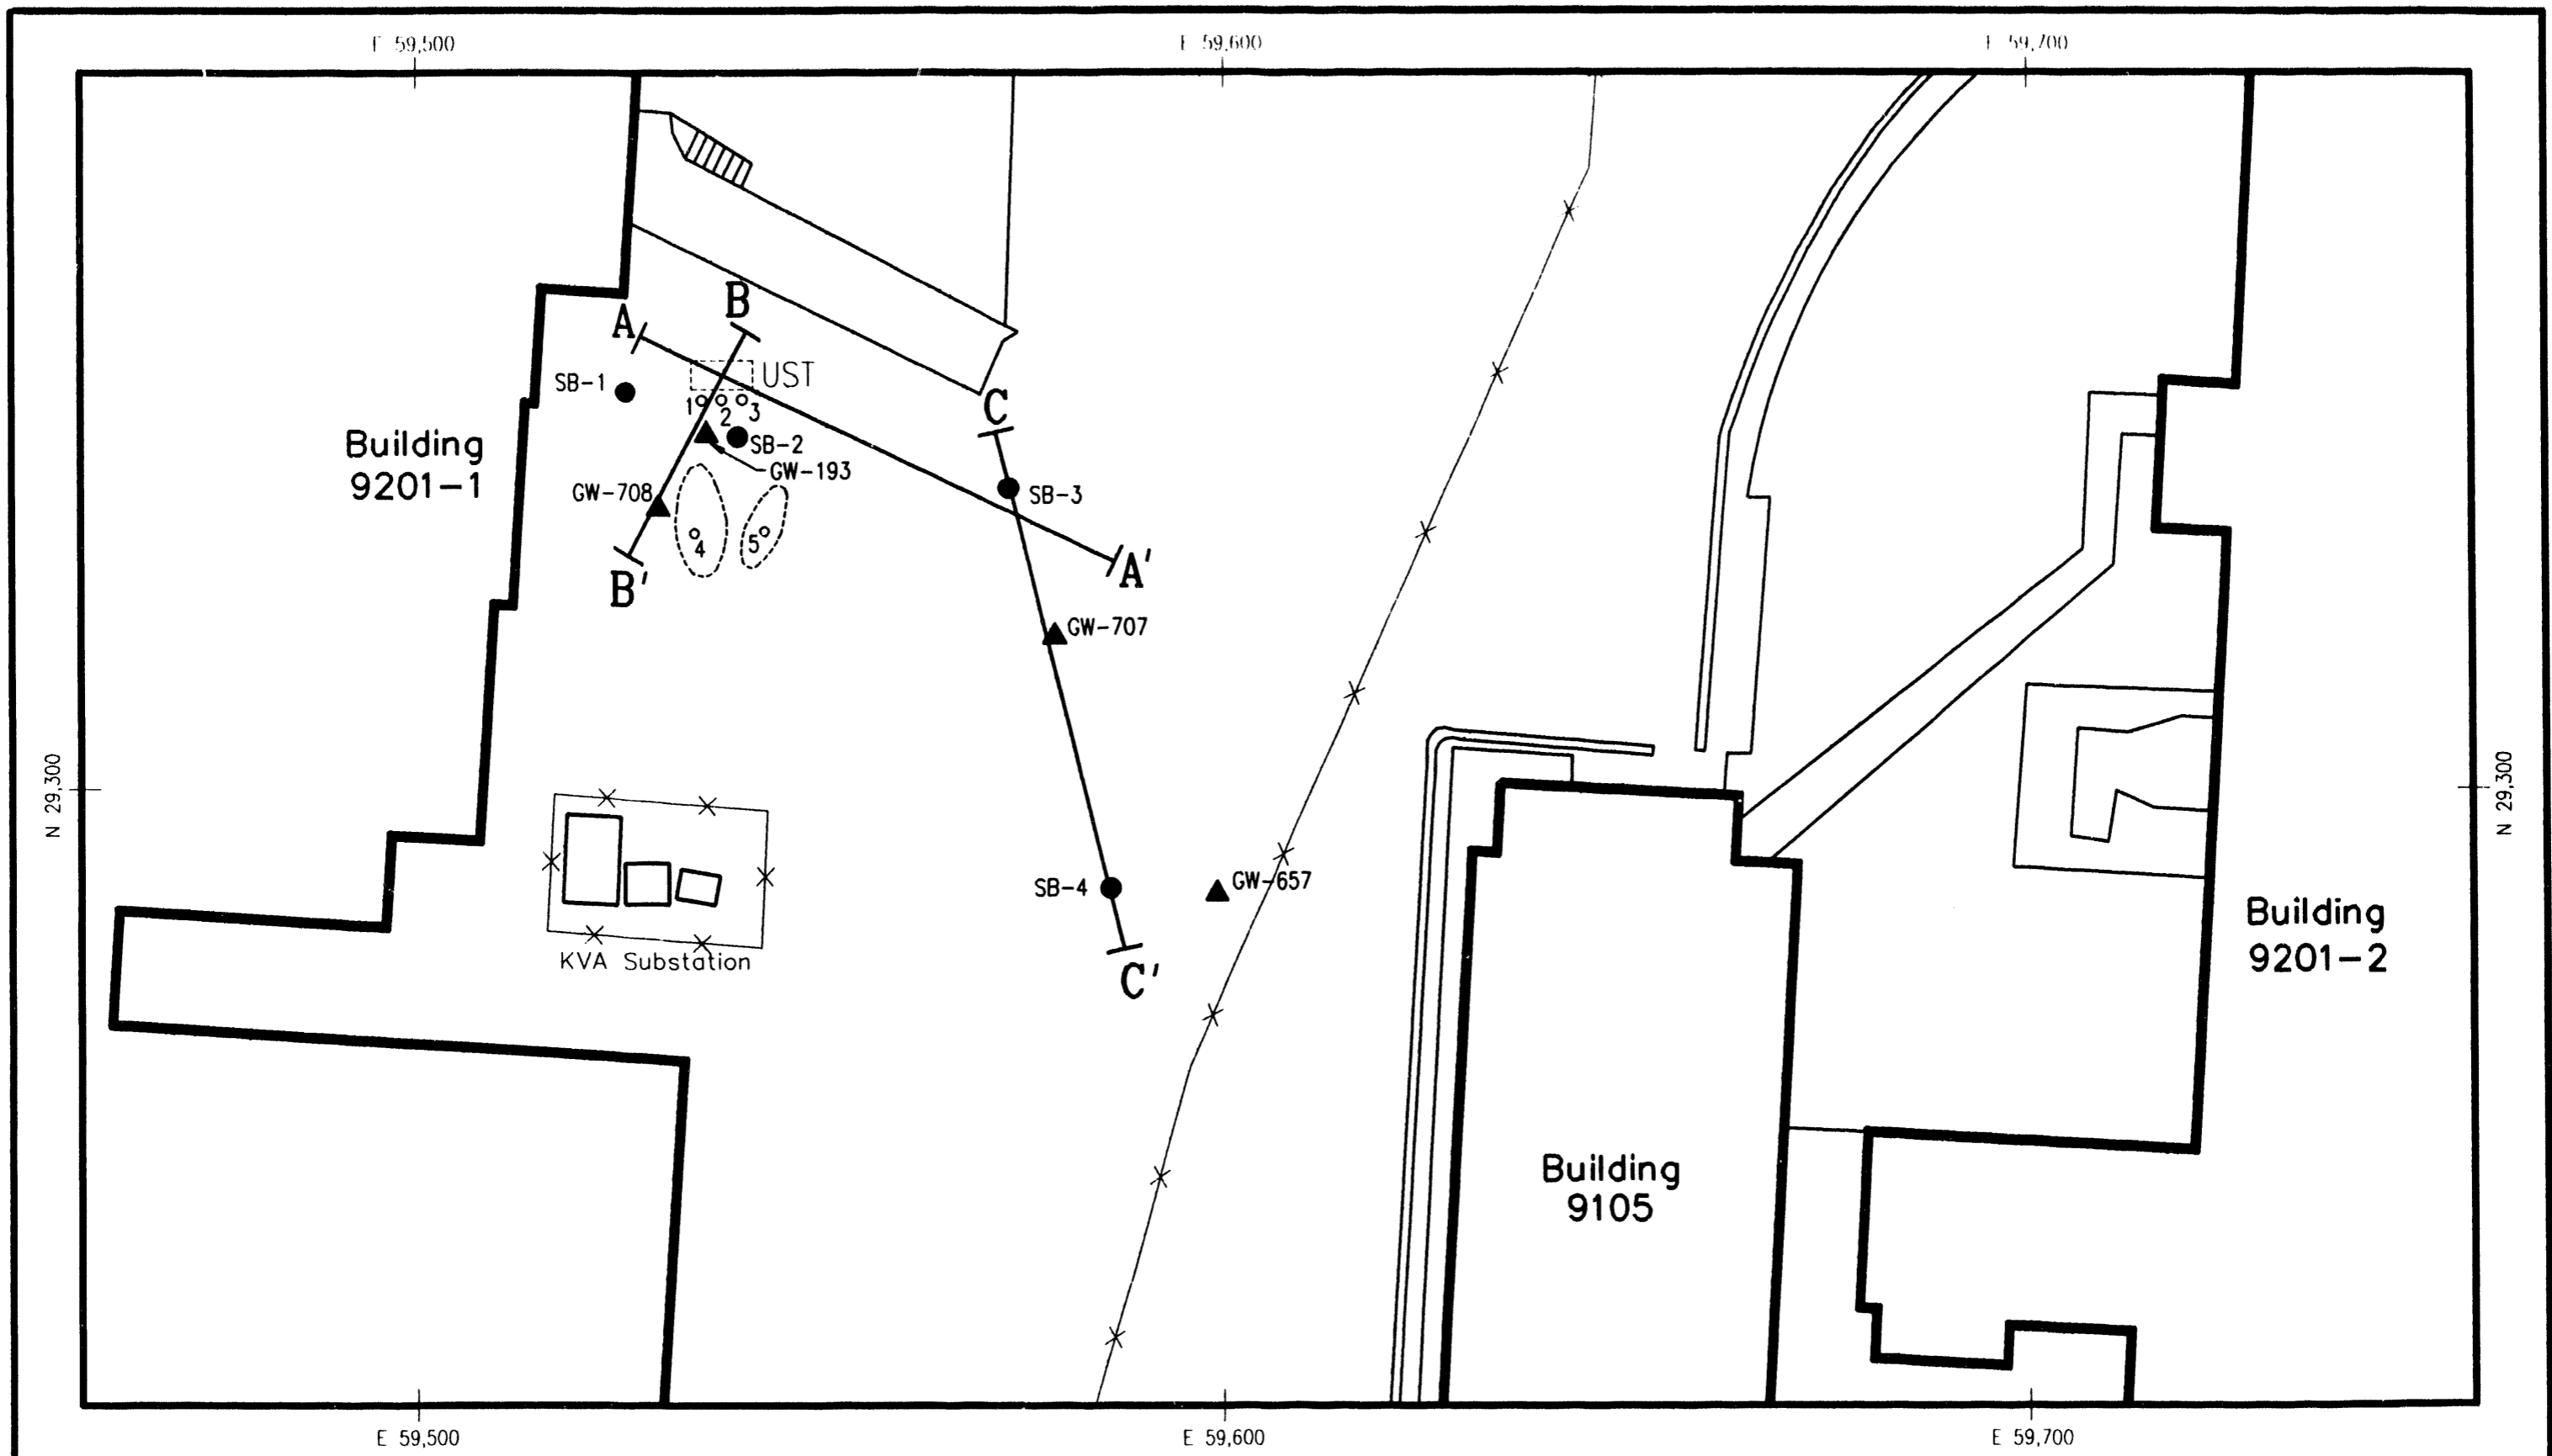 E 59,500
E 59,600
E 59,700
B
A
UST
SB-1
1
2
3
C
Building
9201-1
SB-2
GW-193
GW-708
SB-3
4
5
B'
A'
GW-707
N 29,300
N 29,300
SB-4
GW-657
KVA Substation
C'
Building
9201-2
Building
9105
E 59,500
E 59,600
E 59,700